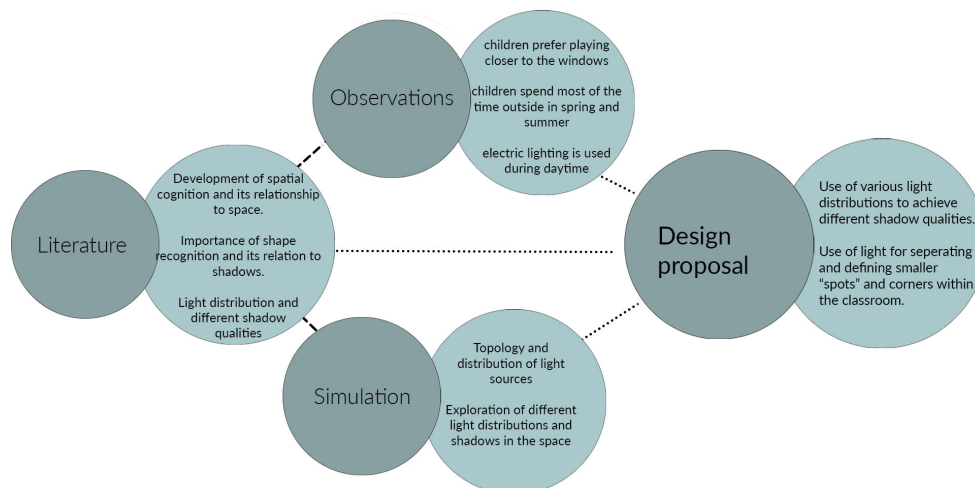 Literature
Development of spatial
cognition and its relationship
to space.
Importance of shape
recognition and its relation to
shadows.
Light distribution and
different shadow
qualities
Observations
children prefer playing
closer to the windows
children spend most of the
time outside in spring and
summer
electric lighting is used
during daytime
Simulation
Topology and
distribution of light
sources
Exploration of different
light distributions and
shadows in the space
Design
proposal
Use of various light
distributions to achieve
different shadow qualities.
Use of light for seperating
and defining smaller
“spots” and corners within
the classroom.